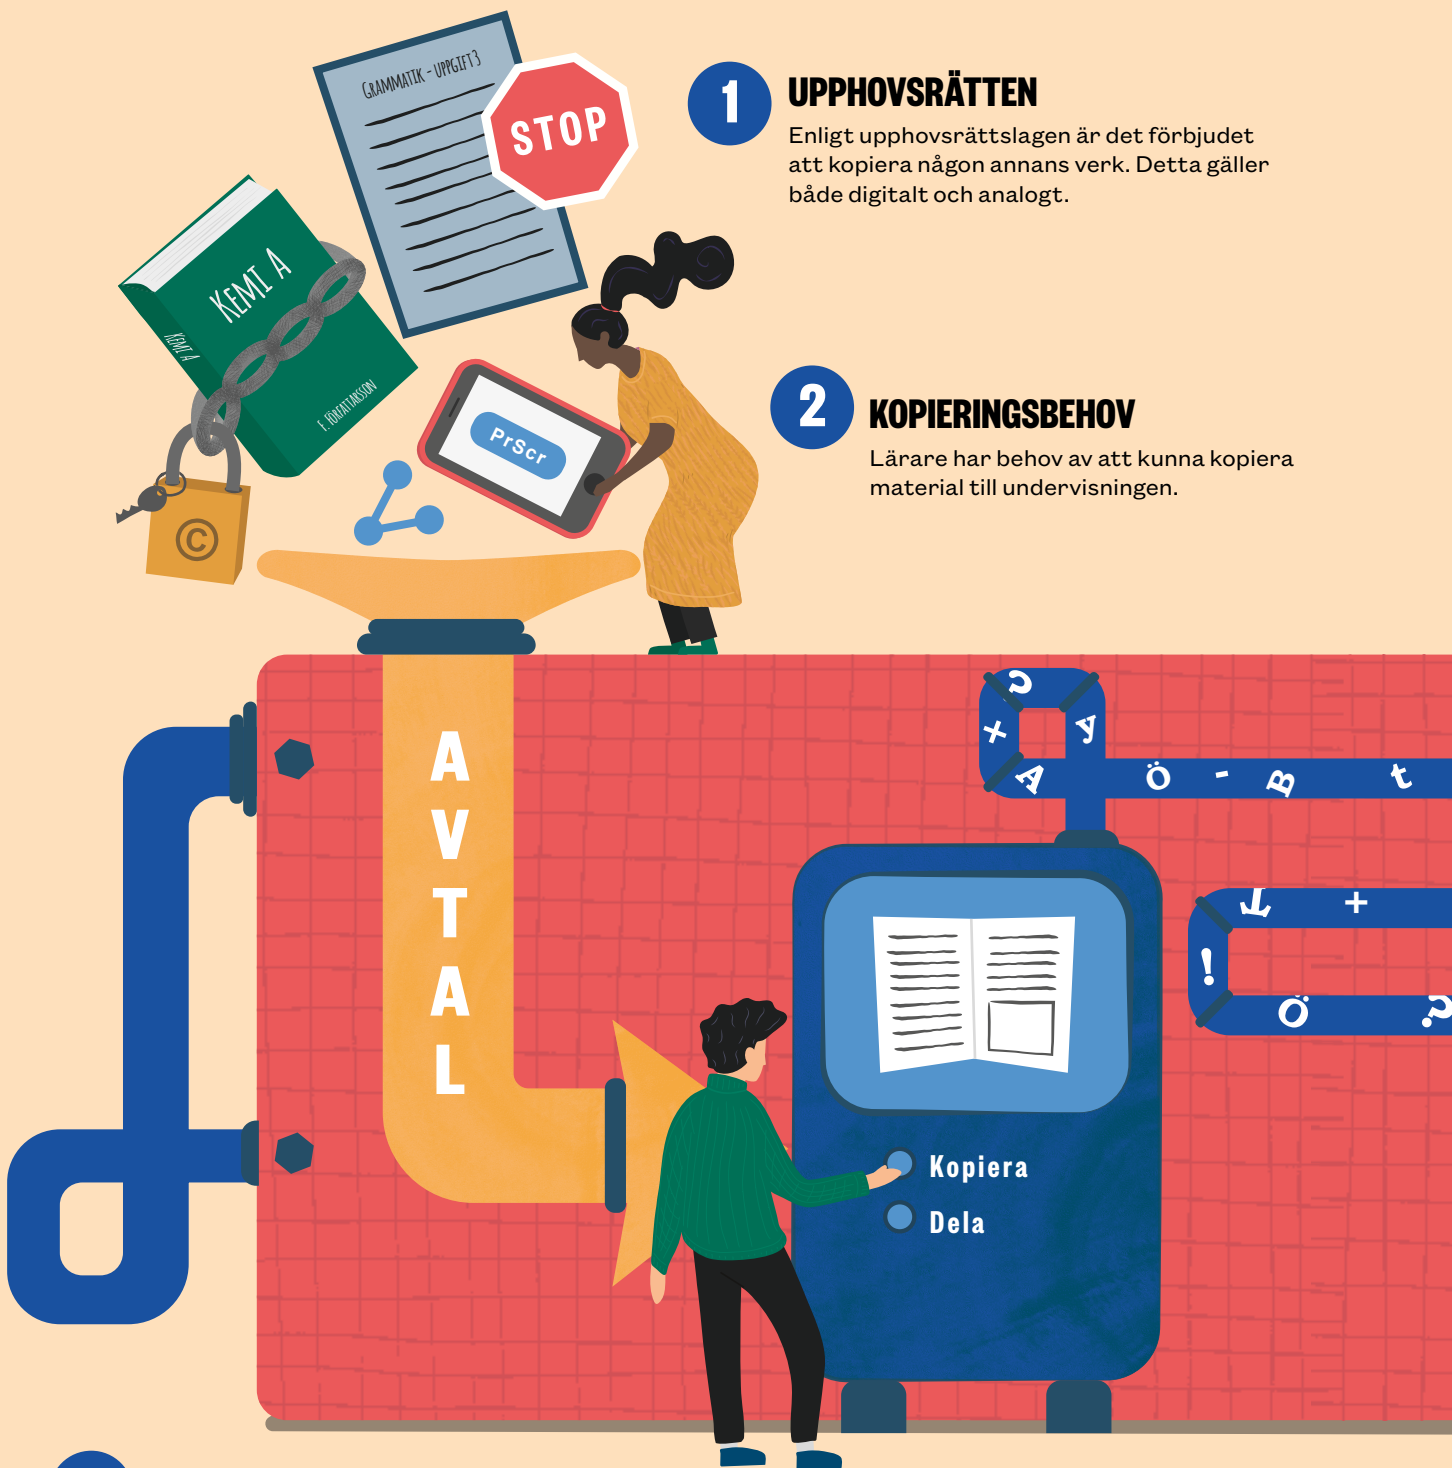 GRAMMATIK - UPPGIFT 3
STOP
1
UPPHOVSRÄTTEN
Enligt upphovsrättslagen är det förbjudet
att kopiera någon annans verk. Detta gäller
både digitalt och analogt.
KEMI A
KEMI A
F. FÖRFATTARSSON
PrScr
©
2
KOPIERINGSBEHOV
Lärare har behov av att kunna kopiera
material till undervisningen.
AVTAL
? y
+
A Ö - B t
T +
!
Ö ?
Kopiera
Dela